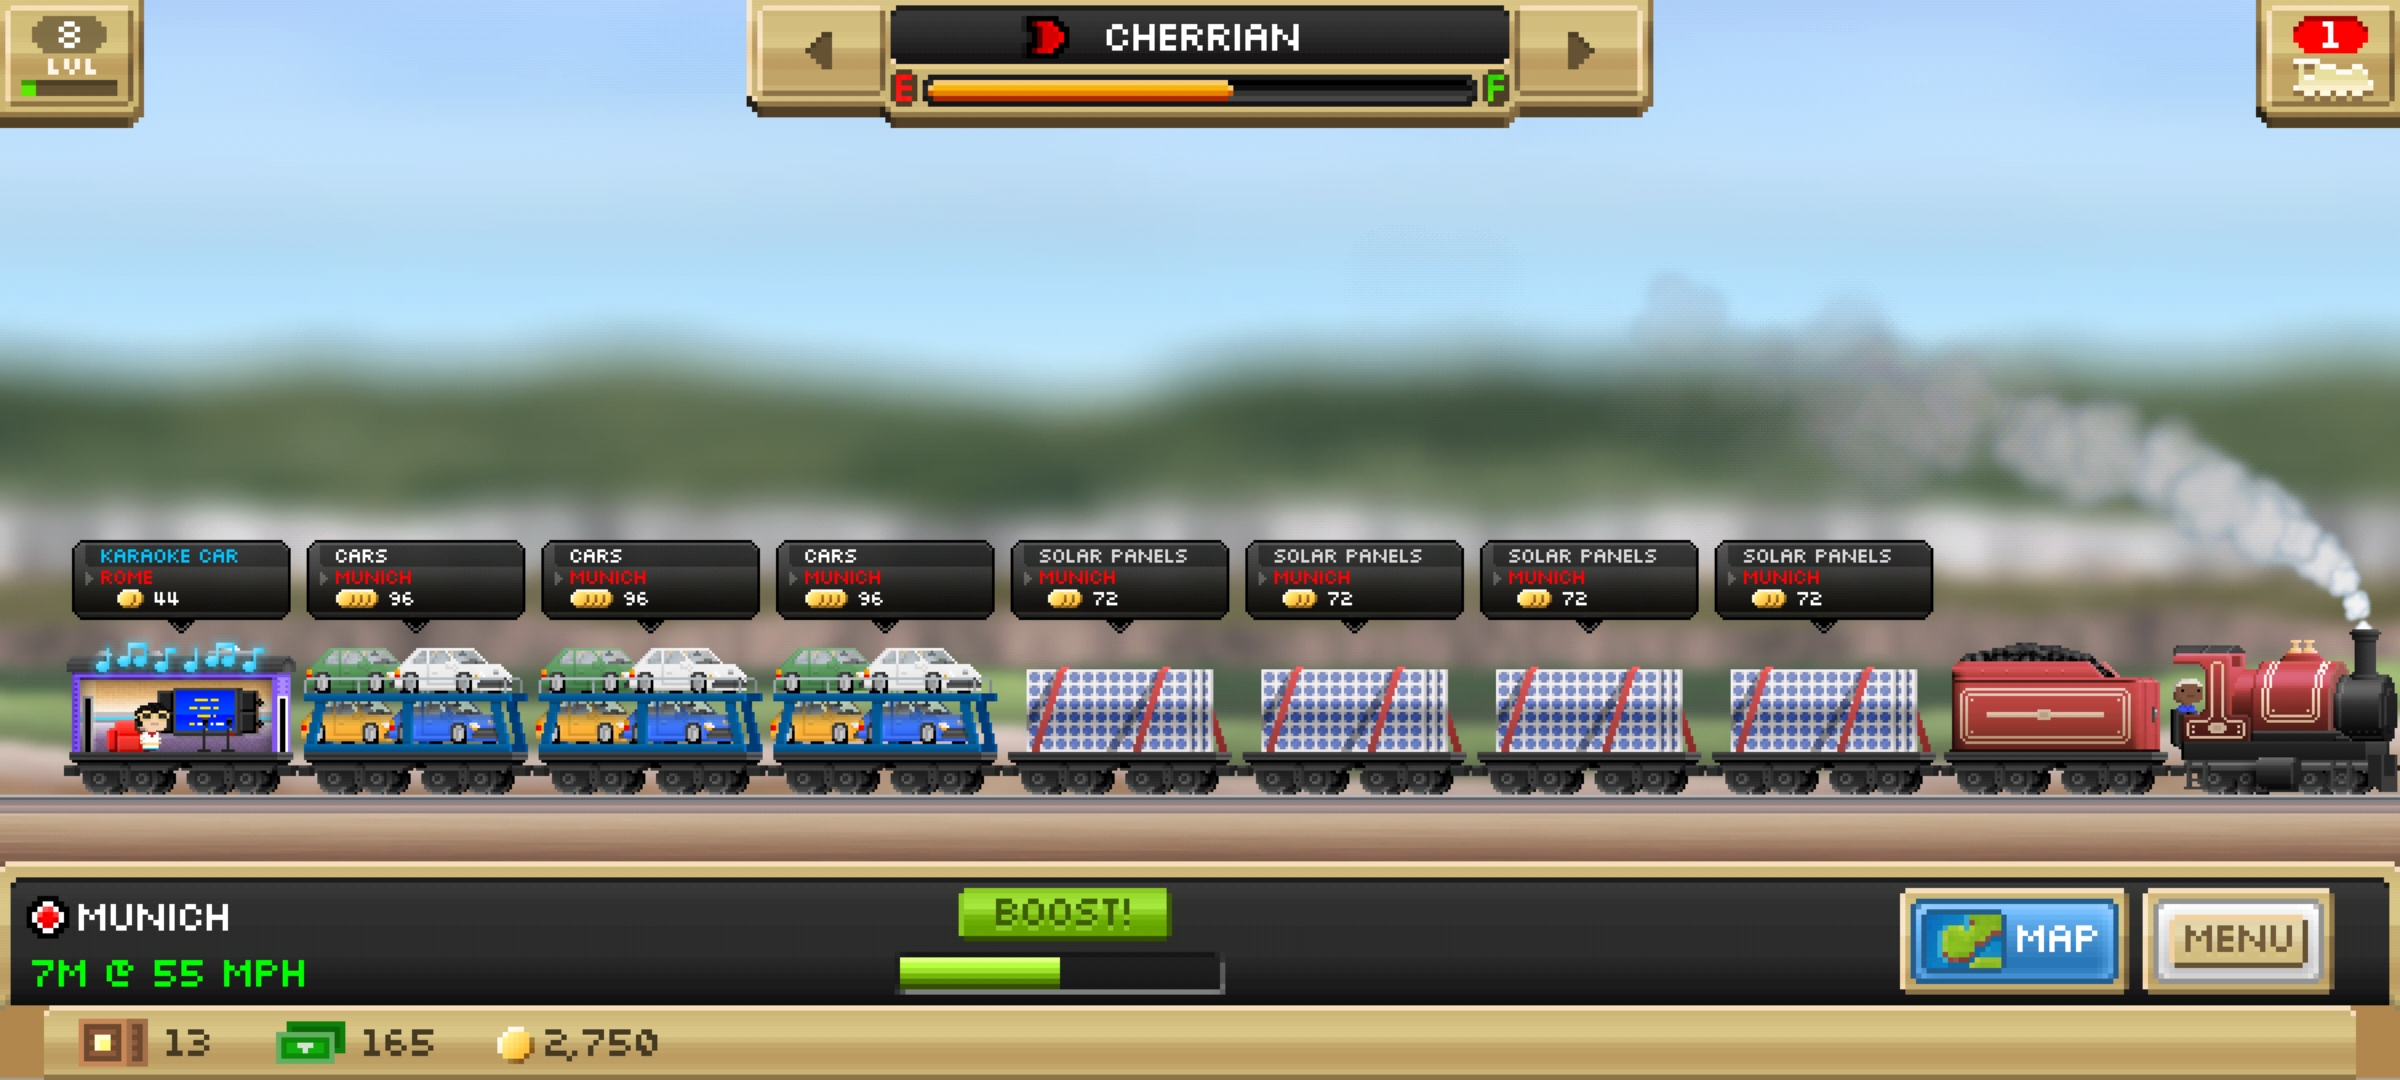 8
LVL
CHERRIAN
E F
1
KARAOKE CAR
ROME
44
CARS
MUNICH
96
CARS
MUNICH
96
CARS
MUNICH
96
SOLAR PANELS
MUNICH
72
SOLAR PANELS
MUNICH
72
SOLAR PANELS
MUNICH
72
SOLAR PANELS
MUNICH
72
MUNICH
7M @ 55 MPH
BOOST!
MAP
MENU
13
165
2,750